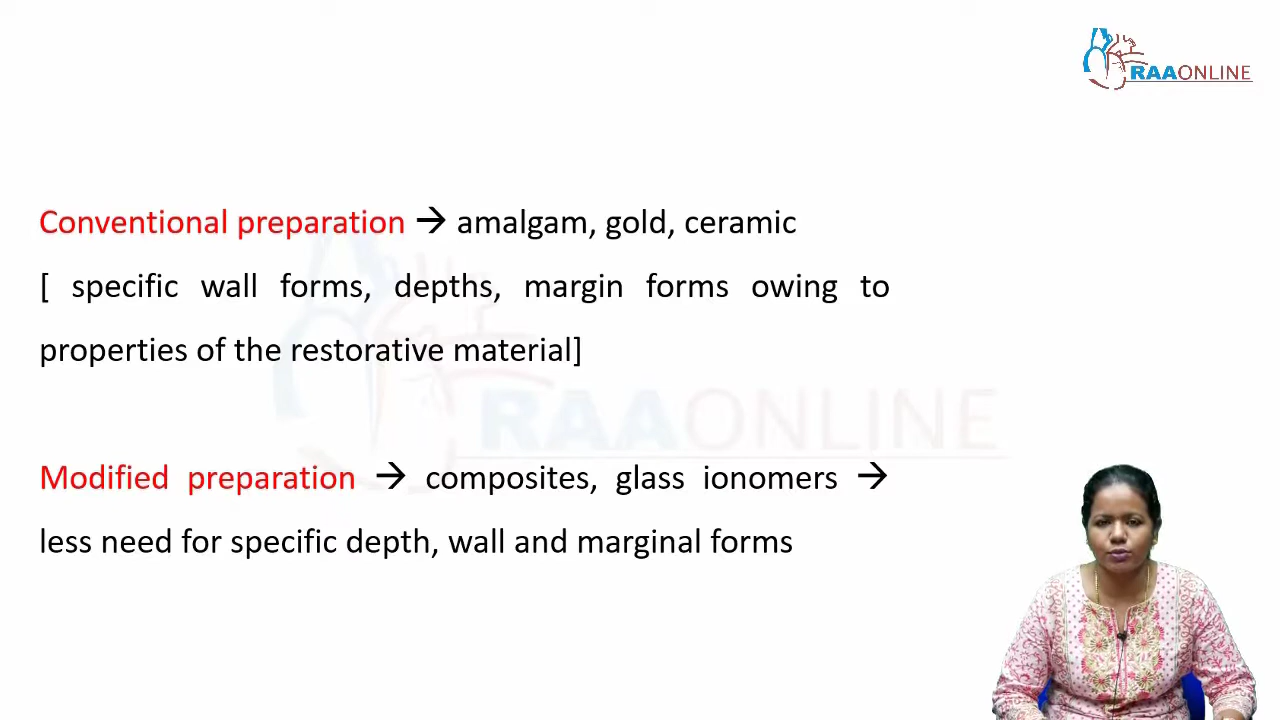 RAAONLINE
Conventional preparation → amalgam, gold, ceramic
[ specific wall forms, depths, margin forms owing to
properties of the restorative material]
RAAONLINE
Modified preparation → composites, glass ionomers →
less need for specific depth, wall and marginal forms